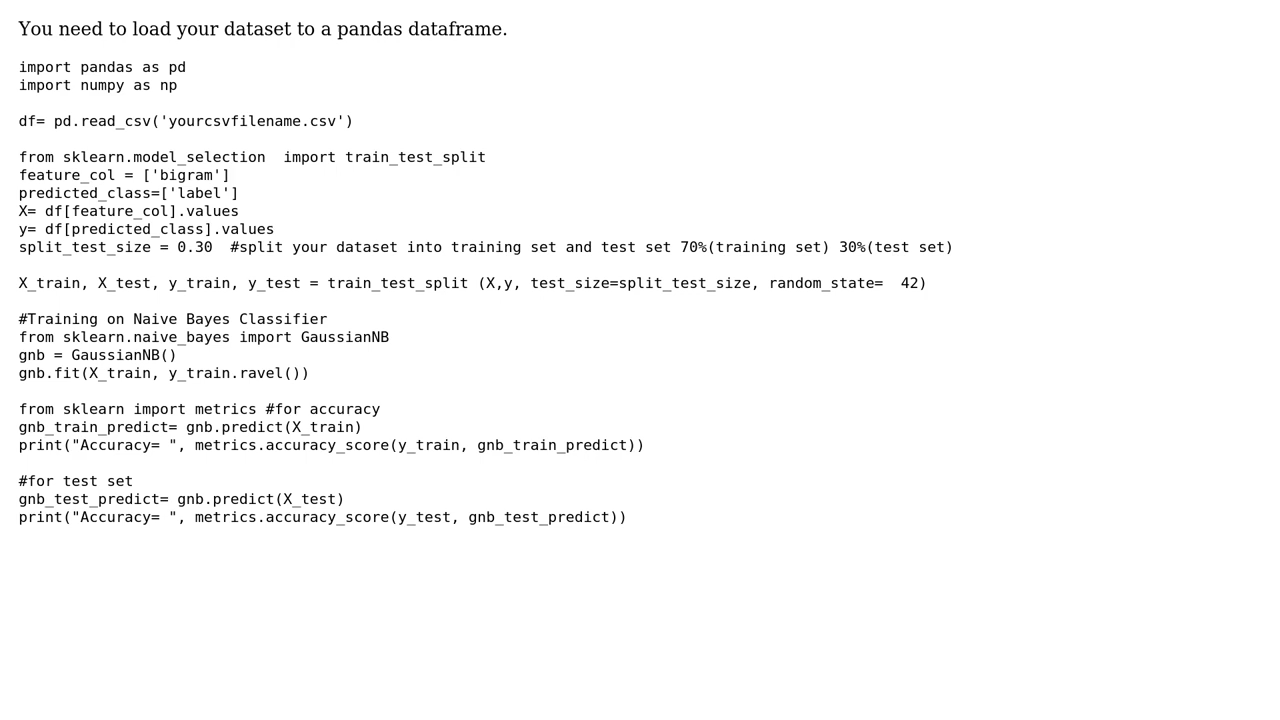 You need to load your dataset to a pandas dataframe.
import pandas as pd
import numpy as np
df= pd.read_csv('yourcsvfilename.csv')
from sklearn.model_selection  import train_test_split
feature_col = ['bigram']
predicted_class=['label']
X= df[feature_col].values
y= df[predicted_class].values
split_test_size = 0.30  #split your dataset into training set and test set 70%(training set) 30%(test set)
X_train, X_test, y_train, y_test = train_test_split (X,y, test_size=split_test_size, random_state=  42)
#Training on Naive Bayes Classifier
from sklearn.naive_bayes import GaussianNB
gnb = GaussianNB()
gnb.fit(X_train, y_train.ravel())
from sklearn import metrics #for accuracy
gnb_train_predict= gnb.predict(X_train)
print("Accuracy= ", metrics.accuracy_score(y_train, gnb_train_predict))
#for test set
gnb_test_predict= gnb.predict(X_test)
print("Accuracy= ", metrics.accuracy_score(y_test, gnb_test_predict))